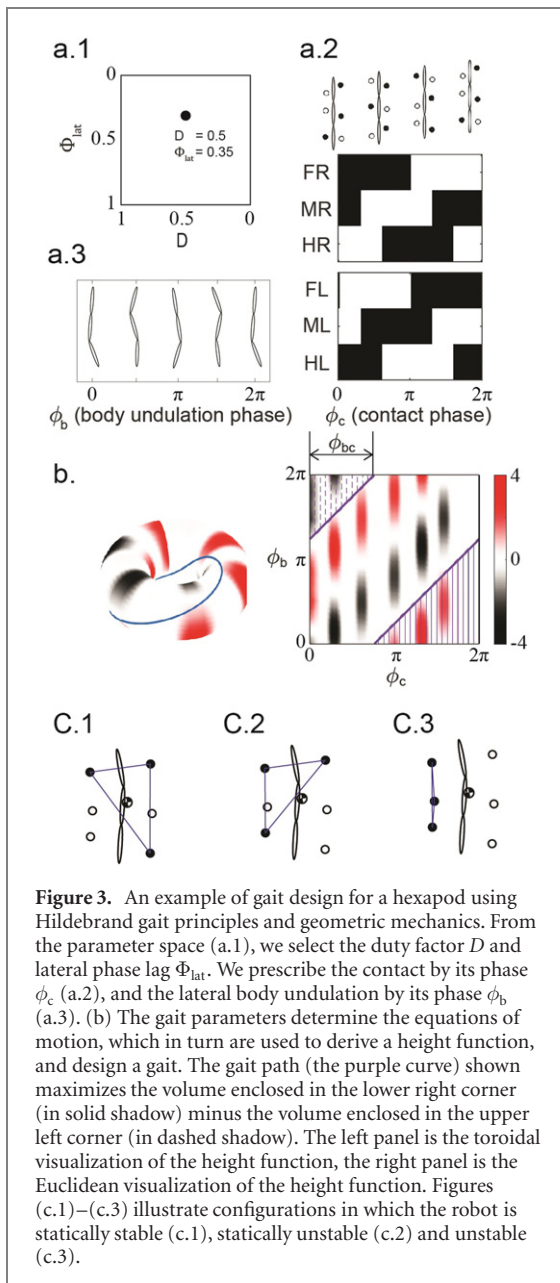 a.1
0
Φlat
0.5
D = 0.5
Φlat = 0.35
1
1 0.5 0
D
a.2
FR
MR
HR
FL
ML
HL
0 π 2π
ϕc (contact phase)
a.3
0 π 2π
ϕb (body undulation phase)
b.
ϕbc
2π
ϕb π
0
0 π 2π
ϕc
4
0
-4
C.1
C.2
C.3
Figure 3. An example of gait design for a hexapod using
Hildebrand gait principles and geometric mechanics. From
the parameter space (a.1), we select the duty factor D and
lateral phase lag Φlat. We prescribe the contact by its phase
ϕc (a.2), and the lateral body undulation by its phase ϕb
(a.3). (b) The gait parameters determine the equations of
motion, which in turn are used to derive a height function,
and design a gait. The gait path (the purple curve) shown
maximizes the volume enclosed in the lower right corner
(in solid shadow) minus the volume enclosed in the upper
left corner (in dashed shadow). The left panel is the toroidal
visualization of the height function, the right panel is the
Euclidean visualization of the height function. Figures
(c.1)–(c.3) illustrate configurations in which the robot is
statically stable (c.1), statically unstable (c.2) and unstable
(c.3).